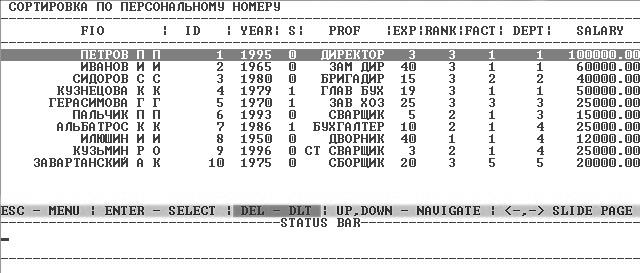 СОРТИРОВКА ПО ПЕРСОНАЛЬНОМУ НОМЕРУ
FIO ¦ ID ¦ YEAR¦ S¦ PROF ¦EXP¦RANK¦FACT¦ DEPT¦ SALARY
ПЕТРОВ П П 1 1995 0 ДИРЕКТОР 3 3 1 1 100000.00
ИВАНОВ И И 2 1965 0 ЗАМ ДИР 40 3 1 1 60000.00
СИДОРОВ С С 3 1980 0 БРИГАДИР 15 3 2 2 40000.00
КУЗНЕЦОВА К К 4 1979 1 ГЛАВ БУХ 19 3 1 1 50000.00
ГЕРАСИМОВА Г Г 5 1970 1 ЗАВ ХОЗ 25 3 3 3 25000.00
ПАЛЬЧИК П П 6 1993 0 СВАРЩИК 5 2 1 3 15000.00
АЛЬБАТРОС К К 7 1986 1 БУХГАЛТЕР 10 2 1 4 25000.00
ИЛЮШИН И И 8 1950 0 ДВОРНИК 40 1 1 4 12000.00
КУЗЬМИН Р О 9 1996 0 СТ СВАРЩИК 3 2 1 4 25000.00
ЗАВАРТАНСКИЙ А К 10 1975 0 СБОРЩИК 20 3 5 5 20000.00
ESC - MENU ¦ ENTER - SELECT ¦ DEL - DLT ¦ UP,DOWN - NAVIGATE ¦ <-,-> SLIDE PAGE
STATUS BAR